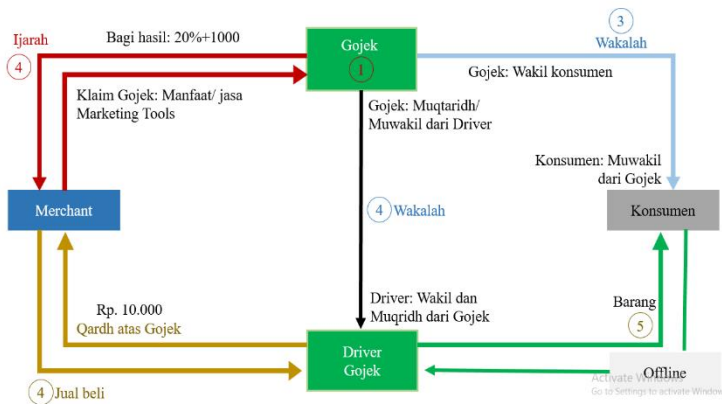 Ijarah
4
Bagi hasil: 20%+1000
Gojek
1
3
Wakalah
Gojek: Wakil konsumen
Klaim Gojek: Manfaat/ jasa
Marketing Tools
Gojek: Muqtaridh/
Muwakil dari Driver
Konsumen: Muwakil
dari Gojek
Merchant
4 Wakalah
Konsumen
Rp. 10.000
Qardh atas Gojek
Driver: Wakil dan
Muqridh dari Gojek
Barang
5
Driver
Gojek
Offline
4 Jual beli
Activate Windows
Go to Settings to activate Window